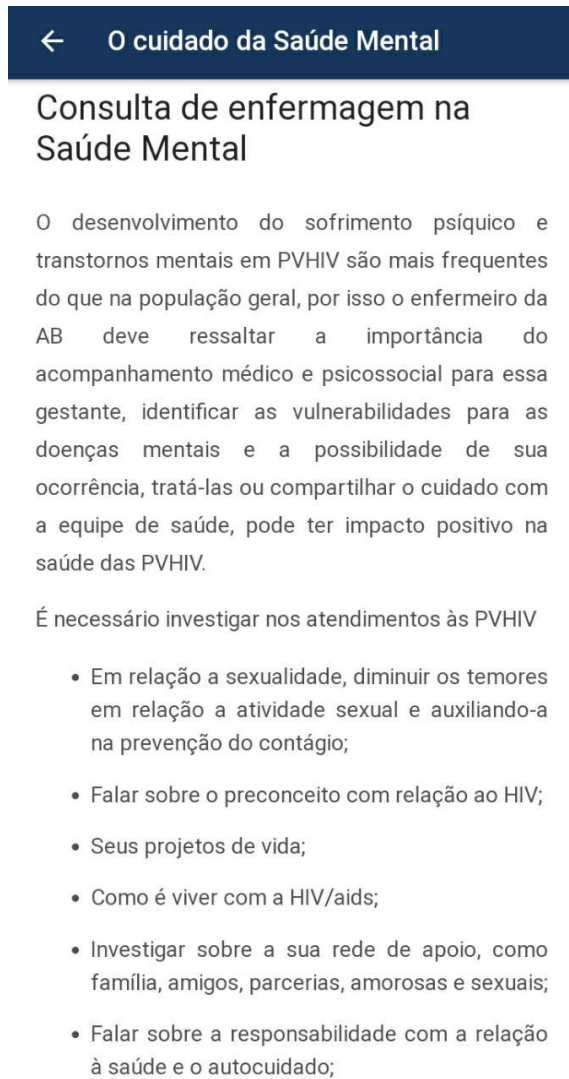 O cuidado da Saúde Mental
Consulta de enfermagem na
Saúde Mental
O desenvolvimento do sofrimento psíquico e
transtornos mentais em PVHIV são mais frequentes
do que na população geral, por isso o enfermeiro da
AB deve ressaltar a importância do
acompanhamento médico e psicossocial para essa
gestante, identificar as vulnerabilidades para as
doenças mentais e a possibilidade de sua
ocorrência, tratá-las ou compartilhar o cuidado com
a equipe de saúde, pode ter impacto positivo na
saúde das PVHIV.
É necessário investigar nos atendimentos às PVHIV
• Em relação a sexualidade, diminuir os temores
em relação a atividade sexual e auxiliando-a
na prevenção do contágio;
• Falar sobre o preconceito com relação ao HIV;
• Seus projetos de vida;
• Como é viver com a HIV/aids;
• Investigar sobre a sua rede de apoio, como
família, amigos, parcerias, amorosas e sexuais;
• Falar sobre a responsabilidade com a relação
à saúde e o autocuidado;